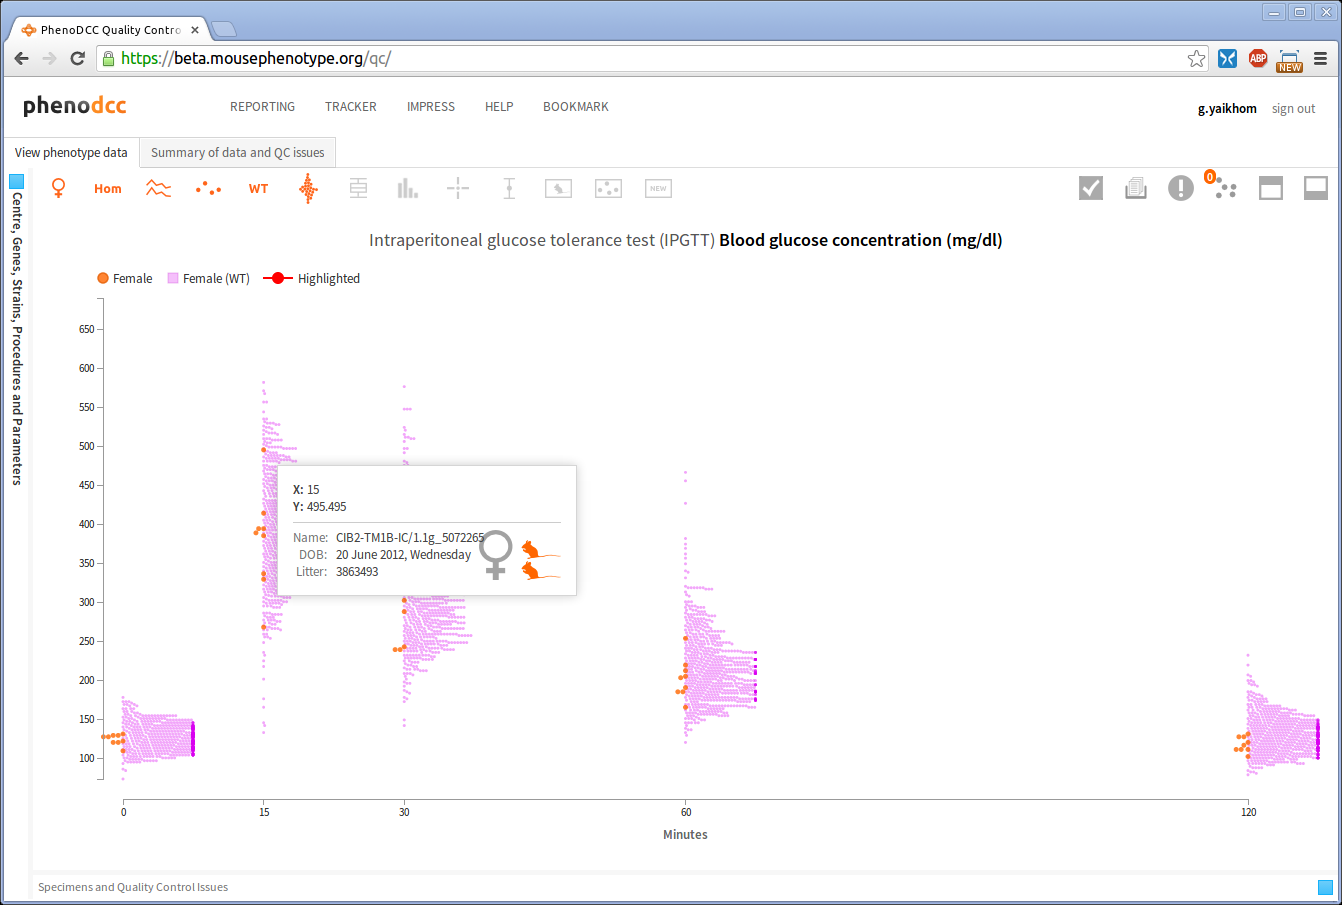 PhenoDCC Quality Contro
https://beta.mousephenotype.org/qc/
ABP
NEW
phenodcc
REPORTING TRACKER IMPRESS HELP BOOKMARK
g.yaikhom sign out
View phenotype data Summary of data and QC issues
Hom WT NEW 0
Centre, Genes, Strains, Procedures and Parameters
Intraperitoneal glucose tolerance test (IPGTT) Blood glucose concentration (mg/dl)
Female Female (WT) Highlighted
650
600
550
500
450
400
350
300
250
200
150
100
X: 15
Y: 495.495
Name: CIB2-TM1B-IC/1.1g_5072265
DOB: 20 June 2012, Wednesday
Litter: 3863493
0 15 30 60 120
Minutes
Specimens and Quality Control Issues